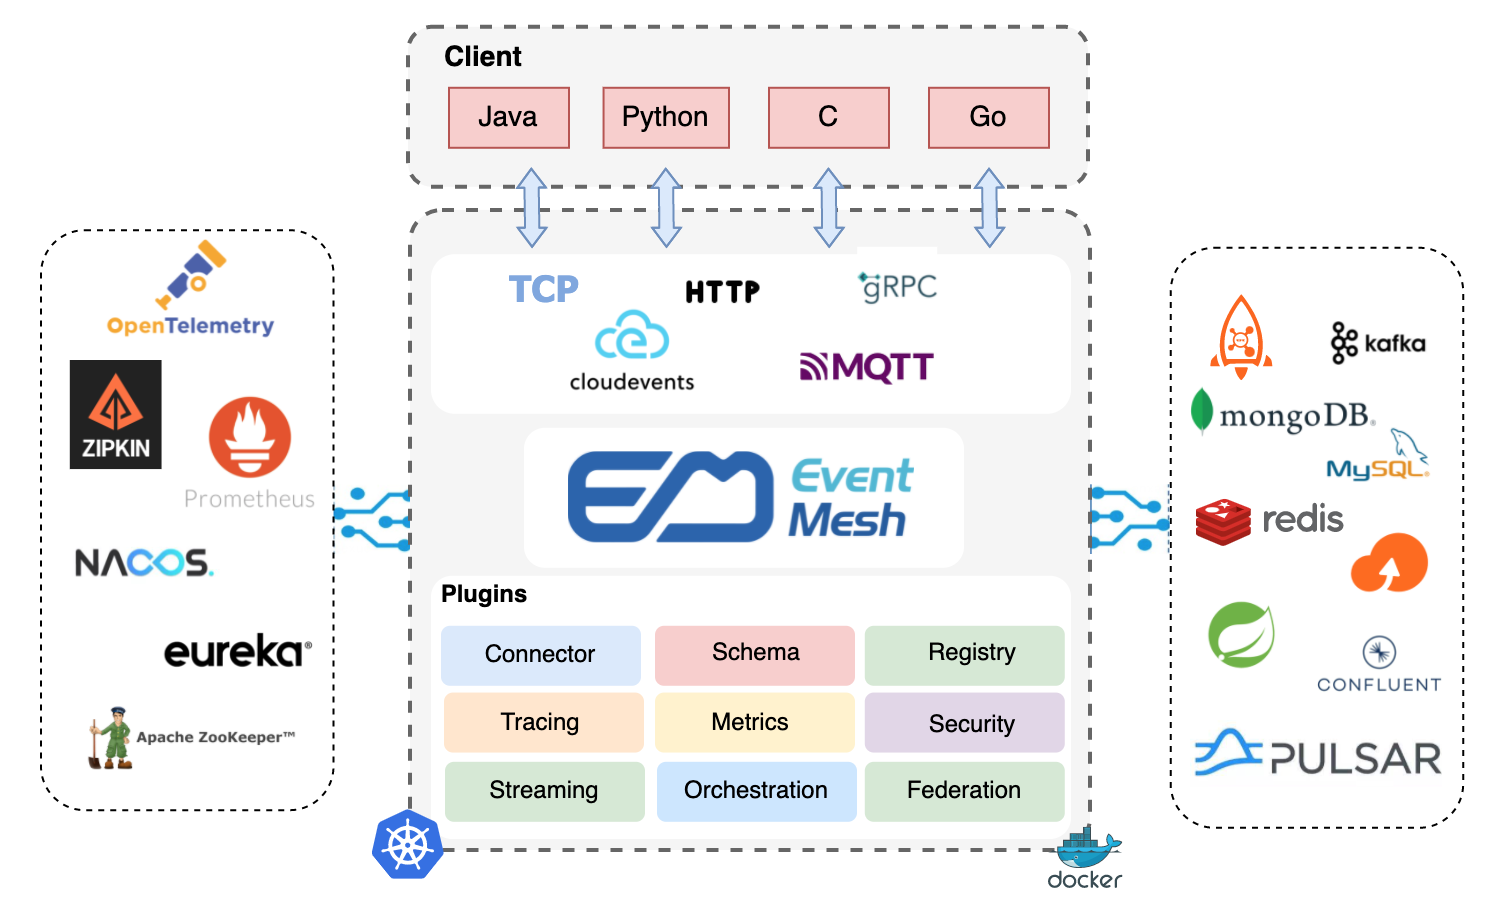 Client
Java
Python
C
Go
TCP
HTTP
gRPC
cloudevents
MQTT
Event
Mesh
Plugins
Connector
Schema
Registry
Tracing
Metrics
Security
Streaming
Orchestration
Federation
OpenTelemetry
ZIPKIN
Prometheus
NACOS.
eureka®
Apache ZooKeeper™
kafka
mongoDB®
MySQL®
redis
CONFLUENT
PULSAR
docker